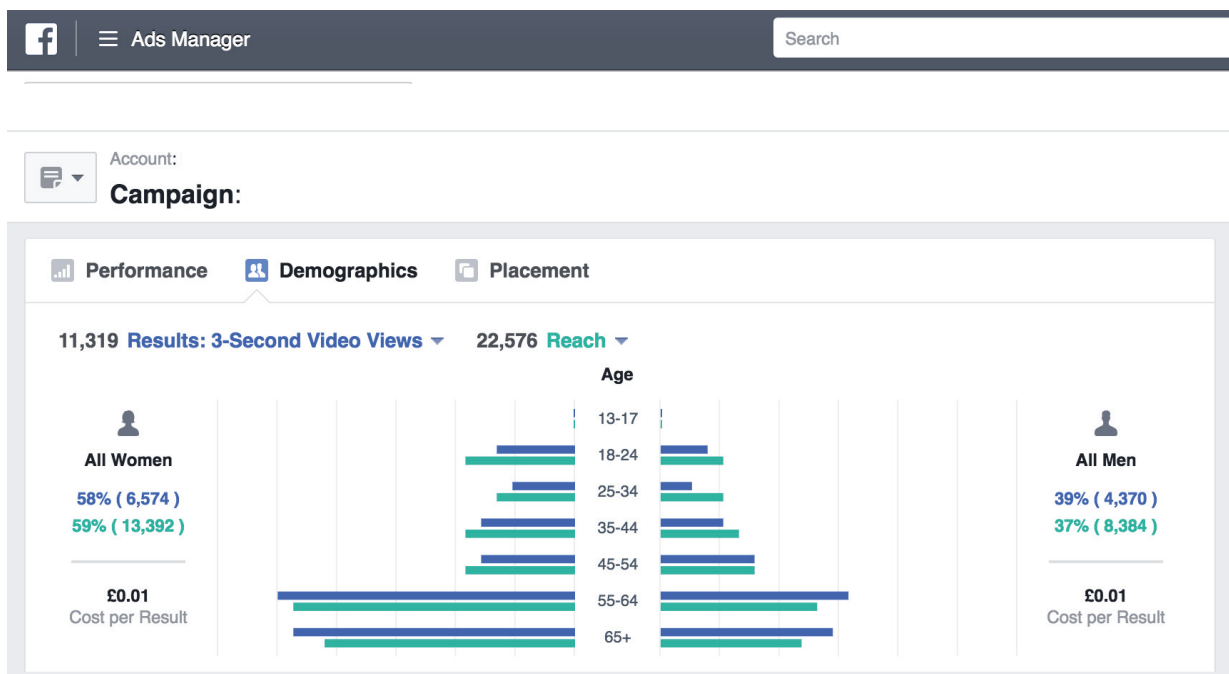 f Ads Manager Search
Account:
Campaign:
Performance Demographics Placement
11,319 Results: 3-Second Video Views 22,576 Reach
Age
13-17
18-24
25-34
35-44
45-54
55-64
65+
All Women
58% ( 6,574 )
59% ( 13,392 )
£0.01
Cost per Result
All Men
39% ( 4,370 )
37% ( 8,384 )
£0.01
Cost per Result